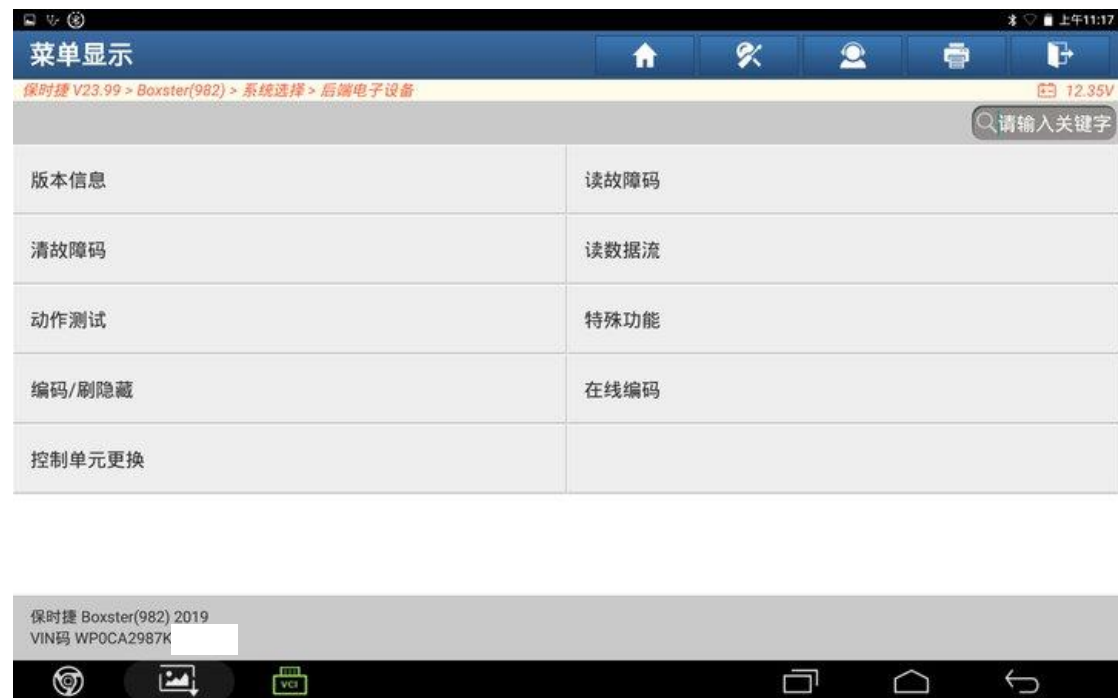 上午11:17
菜单显示
保时捷 V23.99 > Boxster(982) > 系统选择 > 后端电子设备
12.35V
请输入关键字
版本信息
读故障码
清故障码
读数据流
动作测试
特殊功能
编码/刷隐藏
在线编码
控制单元更换
保时捷 Boxster(982) 2019
VIN码 WP0CA2987K
VCI